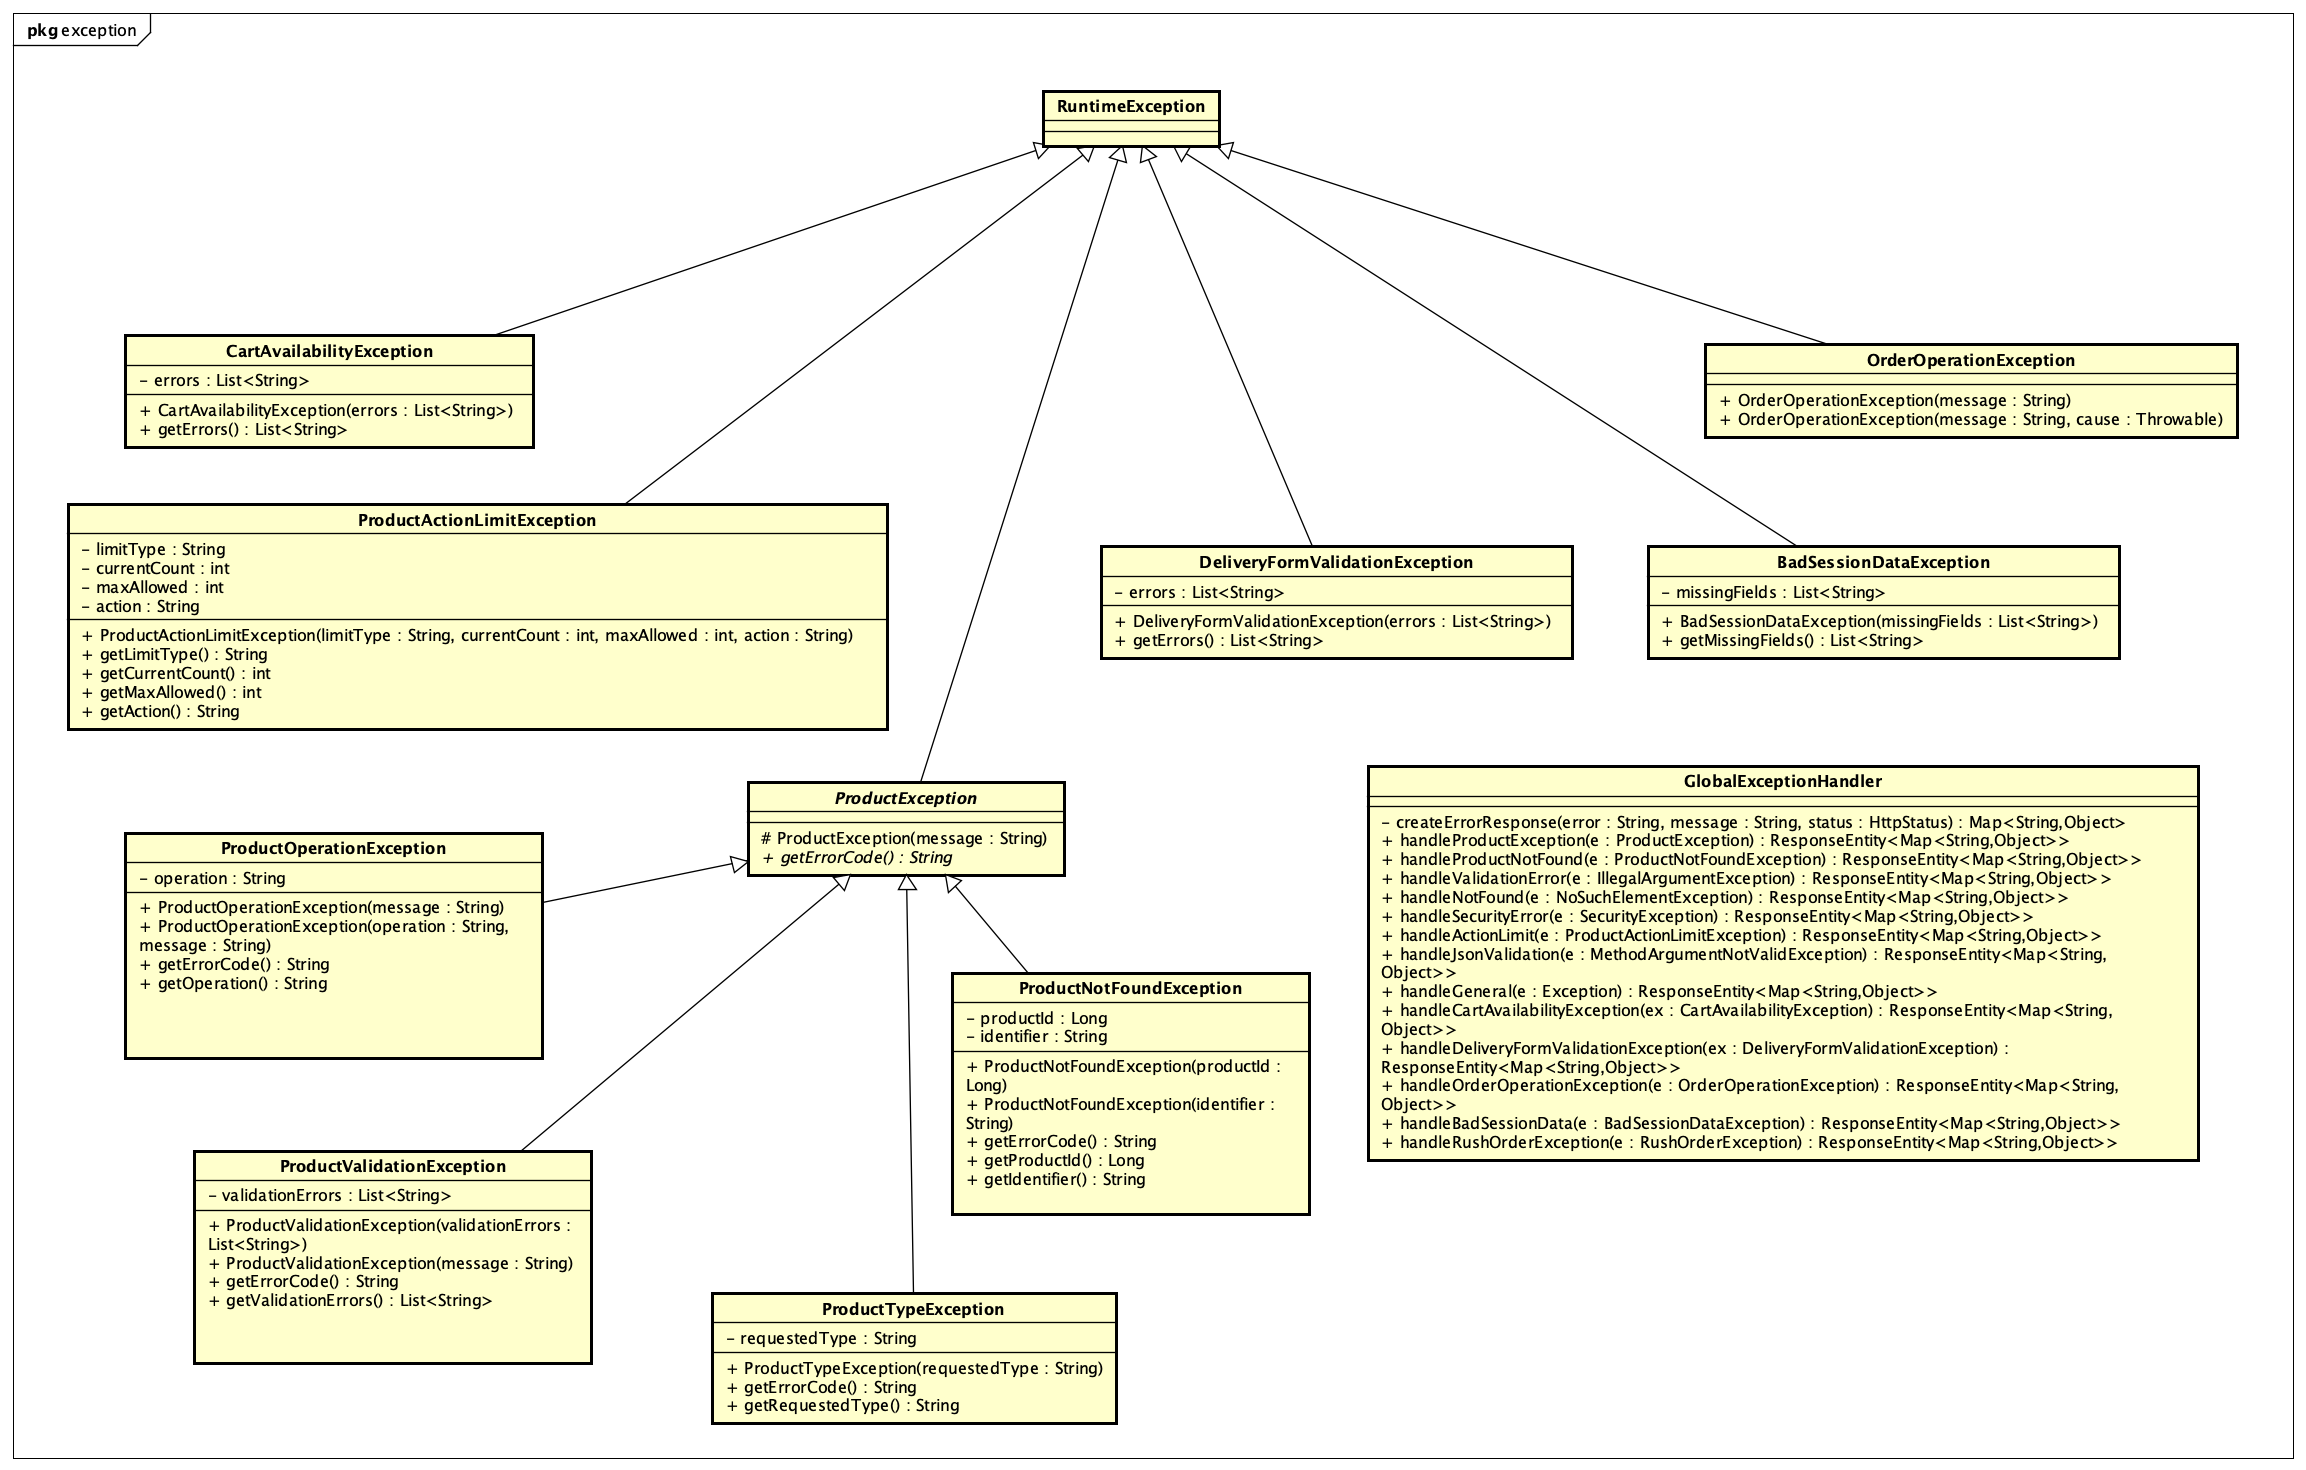 pkg exception
RuntimeException
CartAvailabilityException
- errors : List<String>
+ CartAvailabilityException(errors : List<String>)
+ getErrors() : List<String>
OrderOperationException
+ OrderOperationException(message : String)
+ OrderOperationException(message : String, cause : Throwable)
ProductActionLimitException
- limitType : String
- currentCount : int
- maxAllowed : int
- action : String
+ ProductActionLimitException(limitType : String, currentCount : int, maxAllowed : int, action : String)
+ getLimitType() : String
+ getCurrentCount() : int
+ getMaxAllowed() : int
+ getAction() : String
DeliveryFormValidationException
- errors : List<String>
+ DeliveryFormValidationException(errors : List<String>)
+ getErrors() : List<String>
BadSessionDataException
- missingFields : List<String>
+ BadSessionDataException(missingFields : List<String>)
+ getMissingFields() : List<String>
ProductException
# ProductException(message : String)
+ getErrorCode() : String
GlobalExceptionHandler
- createErrorResponse(error : String, message : String, status : HttpStatus) : Map<String,Object>
+ handleProductException(e : ProductException) : ResponseEntity<Map<String,Object>>
+ handleProductNotFound(e : ProductNotFoundException) : ResponseEntity<Map<String,Object>>
+ handleValidationError(e : IllegalArgumentException) : ResponseEntity<Map<String,Object>>
+ handleNotFound(e : NoSuchElementException) : ResponseEntity<Map<String,Object>>
+ handleSecurityError(e : SecurityException) : ResponseEntity<Map<String,Object>>
+ handleActionLimit(e : ProductActionLimitException) : ResponseEntity<Map<String,Object>>
+ handleJsonValidation(e : MethodArgumentNotValidException) : ResponseEntity<Map<String,
Object>>
+ handleGeneral(e : Exception) : ResponseEntity<Map<String,Object>>
+ handleCartAvailabilityException(ex : CartAvailabilityException) : ResponseEntity<Map<String,
Object>>
+ handleDeliveryFormValidationException(ex : DeliveryFormValidationException) :
ResponseEntity<Map<String,Object>>
+ handleOrderOperationException(e : OrderOperationException) : ResponseEntity<Map<String,
Object>>
+ handleBadSessionData(e : BadSessionDataException) : ResponseEntity<Map<String,Object>>
+ handleRushOrderException(e : RushOrderException) : ResponseEntity<Map<String,Object>>
ProductOperationException
- operation : String
+ ProductOperationException(message : String)
+ ProductOperationException(operation : String,
message : String)
+ getErrorCode() : String
+ getOperation() : String
ProductNotFoundException
- productId : Long
- identifier : String
+ ProductNotFoundException(productId :
Long)
+ ProductNotFoundException(identifier :
String)
+ getErrorCode() : String
+ getProductId() : Long
+ getIdentifier() : String
ProductValidationException
- validationErrors : List<String>
+ ProductValidationException(validationErrors :
List<String>)
+ ProductValidationException(message : String)
+ getErrorCode() : String
+ getValidationErrors() : List<String>
ProductTypeException
- requestedType : String
+ ProductTypeException(requestedType : String)
+ getErrorCode() : String
+ getRequestedType() : String